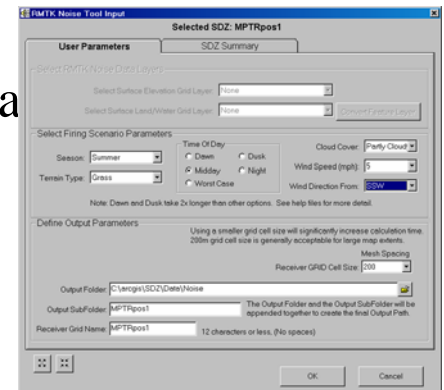 RMTK Noise Tool Input
Selected SDZ: MPTRpos1
User Parameters
SDZ Summary
a
Select RMTK Noise Data Layers
Select Surface Elevation Grid Layer: None
Select Surface Land/Water Grid Layer: None
Convert Feature Layer
Select Firing Scenario Parameters
Season: Summer
Terrain Type: Grass
Time Of Day
Dawn
Dusk
Midday
Night
Worst Case
Cloud Cover: Partly Cloud
Wind Speed (mph): 5
Wind Direction From: SSW
Note: Dawn and Dusk take 2x longer than other options. See help files for more detail.
Define Output Parameters
Using a smaller grid cell size will significantly increase calculation time.
200m grid cell size is generally acceptable for large map extents.
Mesh Spacing
Receiver GRID Cell Size: 200
Output Folder: C:\arcgis\SDZ\Data\Noise
Output SubFolder: MPTRpos1
The Output Folder and the Output SubFolder will be
appended together to create the final Output Path.
Receiver Grid Name: MPTRpos1
12 characters or less, (No spaces)
OK
Cancel